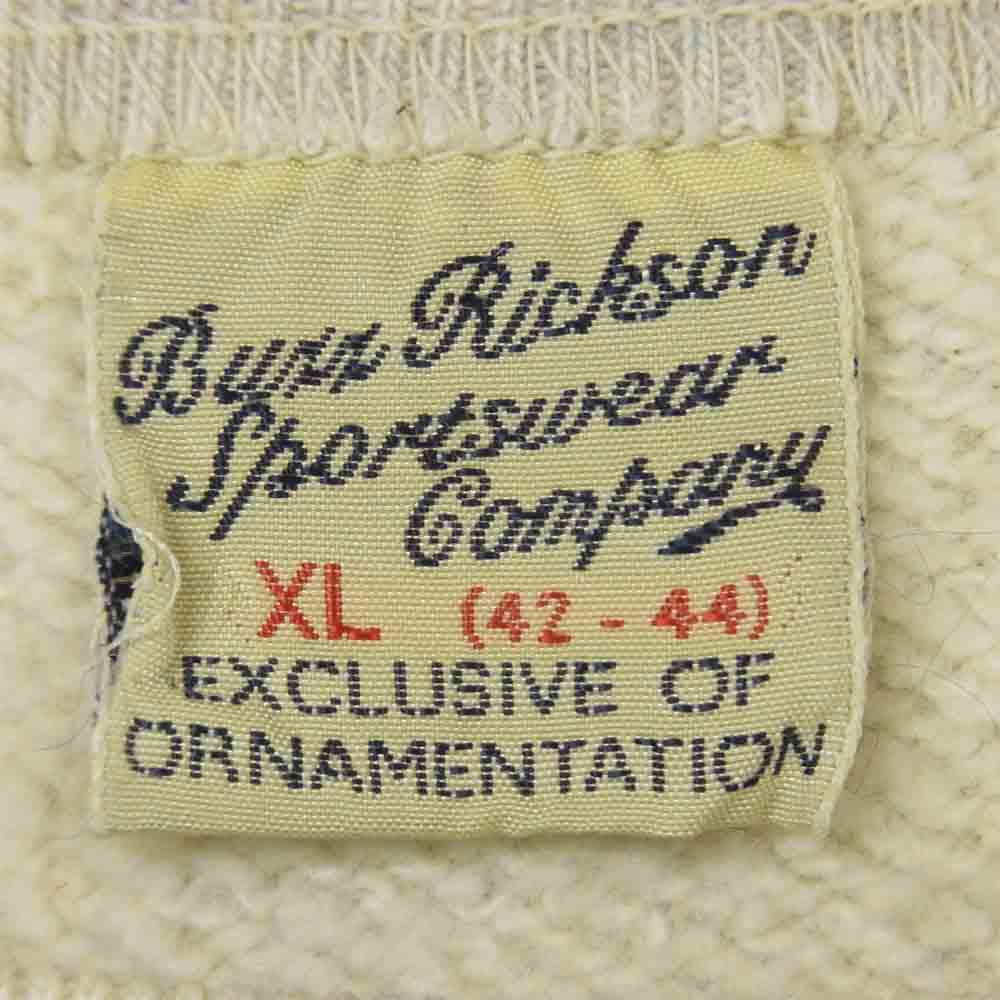 Buzz Rickson
Sportswear
Company
XL (42 - 44)
EXCLUSIVE OF
ORNAMENTATION